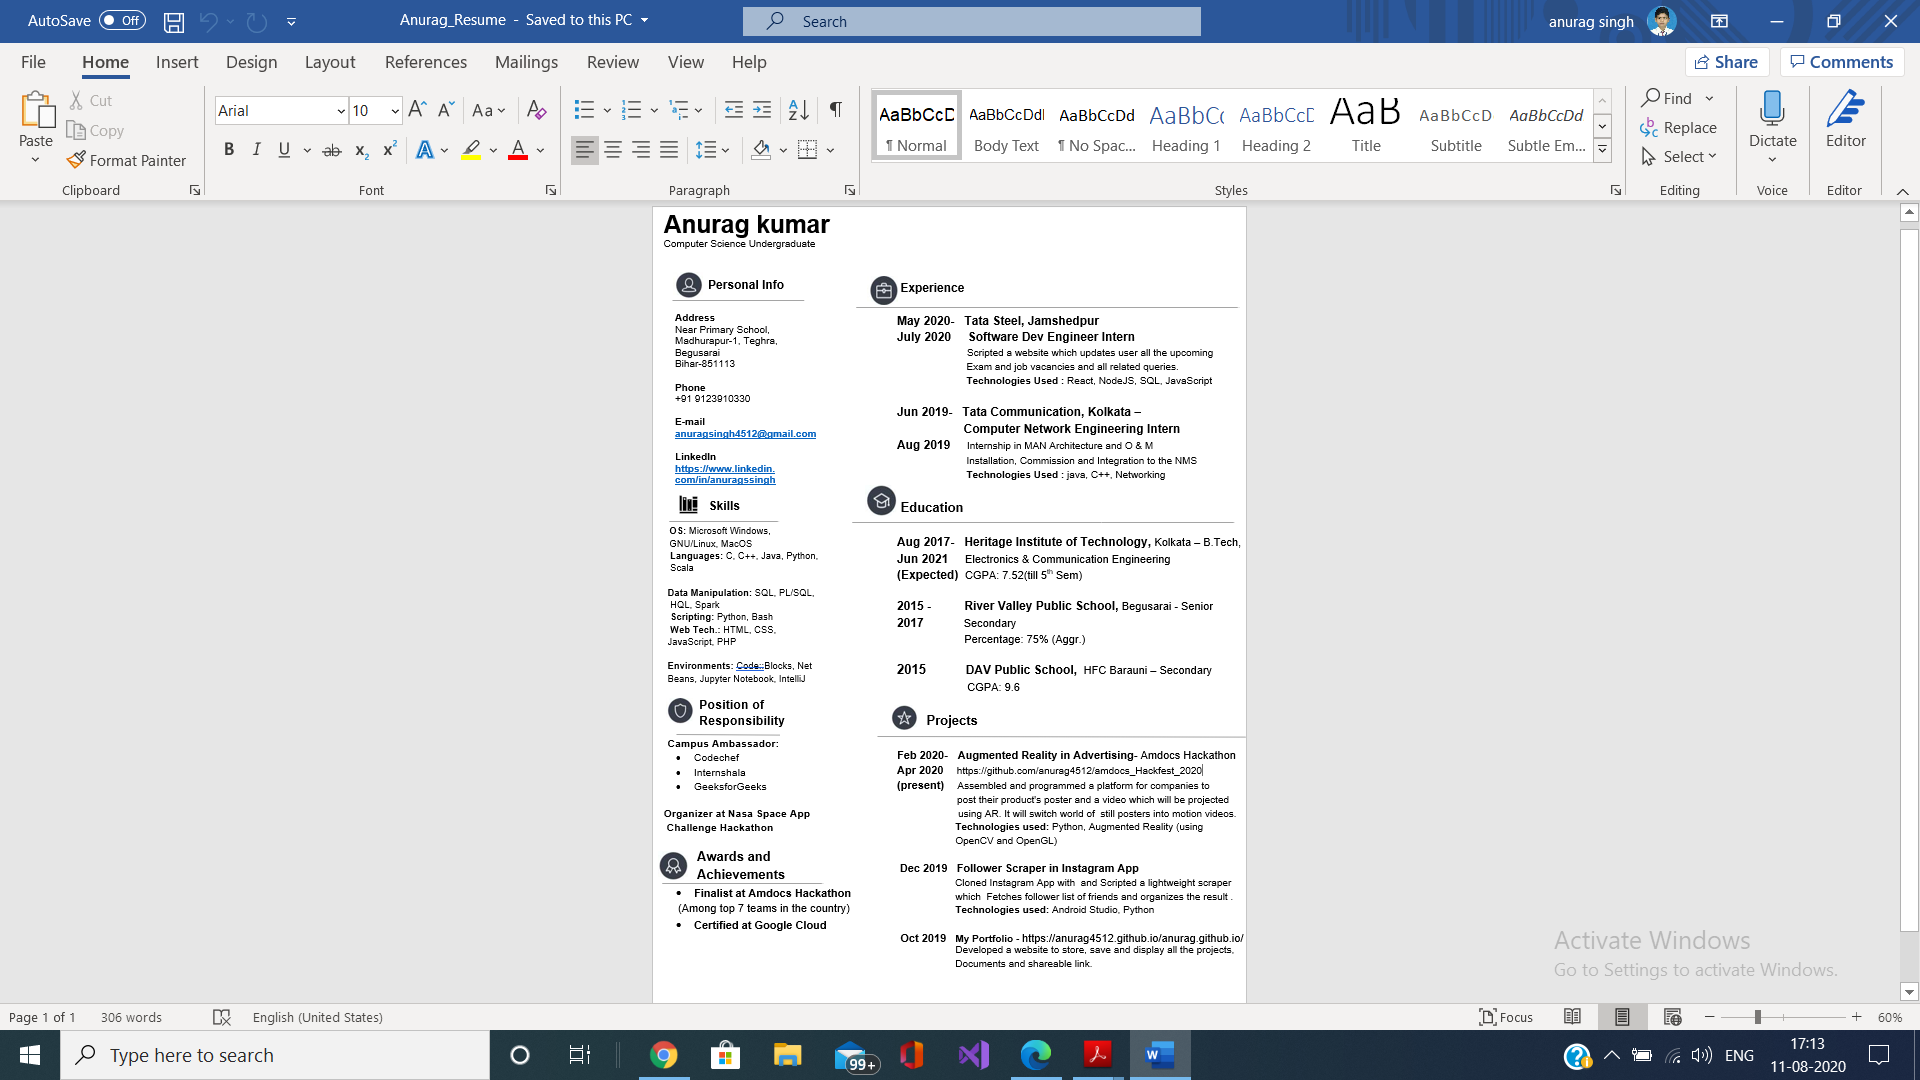 AutoSave Off Anurag_Resume - Saved to this PC Search anurag singh
File Home Insert Design Layout References Mailings Review View Help Share Comments
Paste Cut Copy Format Painter Clipboard
Arial 10 Aa
B I U ab x2 x2 A A
Font
Paragraph
AaBbCcD AaBbCcDdI AaBbCcDd AaBbCc AaBbCcD AaB AaBbCcD AaBbCcDd
¶ Normal Body Text ¶ No Spac... Heading 1 Heading 2 Title Subtitle Subtle Em...
Styles
Find
Replace
Select
Editing
Dictate
Voice
Editor
Editor
Anurag kumar
Computer Science Undergraduate
Personal Info
Address
Near Primary School,
Madhurapur-1, Teghra,
Begusarai
Bihar-851113
Phone
+91 9123910330
E-mail
anuragsingh4512@gmail.com
LinkedIn
https://www.linkedin.
com/in/anuragssingh
Skills
OS: Microsoft Windows,
GNU/Linux, MacOS
Languages: C, C++, Java, Python,
Scala
Data Manipulation: SQL, PL/SQL,
HQL, Spark
Scripting: Python, Bash
Web Tech.: HTML, CSS,
JavaScript, PHP
Environments: Code::Blocks, Net
Beans, Jupyter Notebook, IntelliJ
Position of
Responsibility
Campus Ambassador:
• Codechef
• Internshala
• GeeksforGeeks
Organizer at Nasa Space App
Challenge Hackathon
Awards and
Achievements
• Finalist at Amdocs Hackathon
(Among top 7 teams in the country)
• Certified at Google Cloud
Experience
May 2020- Tata Steel, Jamshedpur
July 2020 Software Dev Engineer Intern
Scripted a website which updates user all the upcoming
Exam and job vacancies and all related queries.
Technologies Used : React, NodeJS, SQL, JavaScript
Jun 2019- Tata Communication, Kolkata –
Computer Network Engineering Intern
Aug 2019 Internship in MAN Architecture and O & M
Installation, Commission and Integration to the NMS
Technologies Used : java, C++, Networking
Education
Aug 2017- Heritage Institute of Technology, Kolkata – B.Tech,
Jun 2021 Electronics & Communication Engineering
(Expected) CGPA: 7.52(till 5th Sem)
2015 - River Valley Public School, Begusarai - Senior
2017 Secondary
Percentage: 75% (Aggr.)
2015 DAV Public School, HFC Barauni – Secondary
CGPA: 9.6
Projects
Feb 2020- Augmented Reality in Advertising- Amdocs Hackathon
Apr 2020 https://github.com/anurag4512/amdocs_Hackfest_2020
(present) Assembled and programmed a platform for companies to
post their product's poster and a video which will be projected
using AR. It will switch world of still posters into motion videos.
Technologies used: Python, Augmented Reality (using
OpenCV and OpenGL)
Dec 2019 Follower Scraper in Instagram App
Cloned Instagram App with and Scripted a lightweight scraper
which Fetches follower list of friends and organizes the result .
Technologies used: Android Studio, Python
Oct 2019 My Portfolio - https://anurag4512.github.io/anurag.github.io/
Developed a website to store, save and display all the projects,
Documents and shareable link.
Activate Windows
Go to Settings to activate Windows.
Page 1 of 1 306 words English (United States) Focus 60%
Type here to search 99+ ENG 17:13
11-08-2020